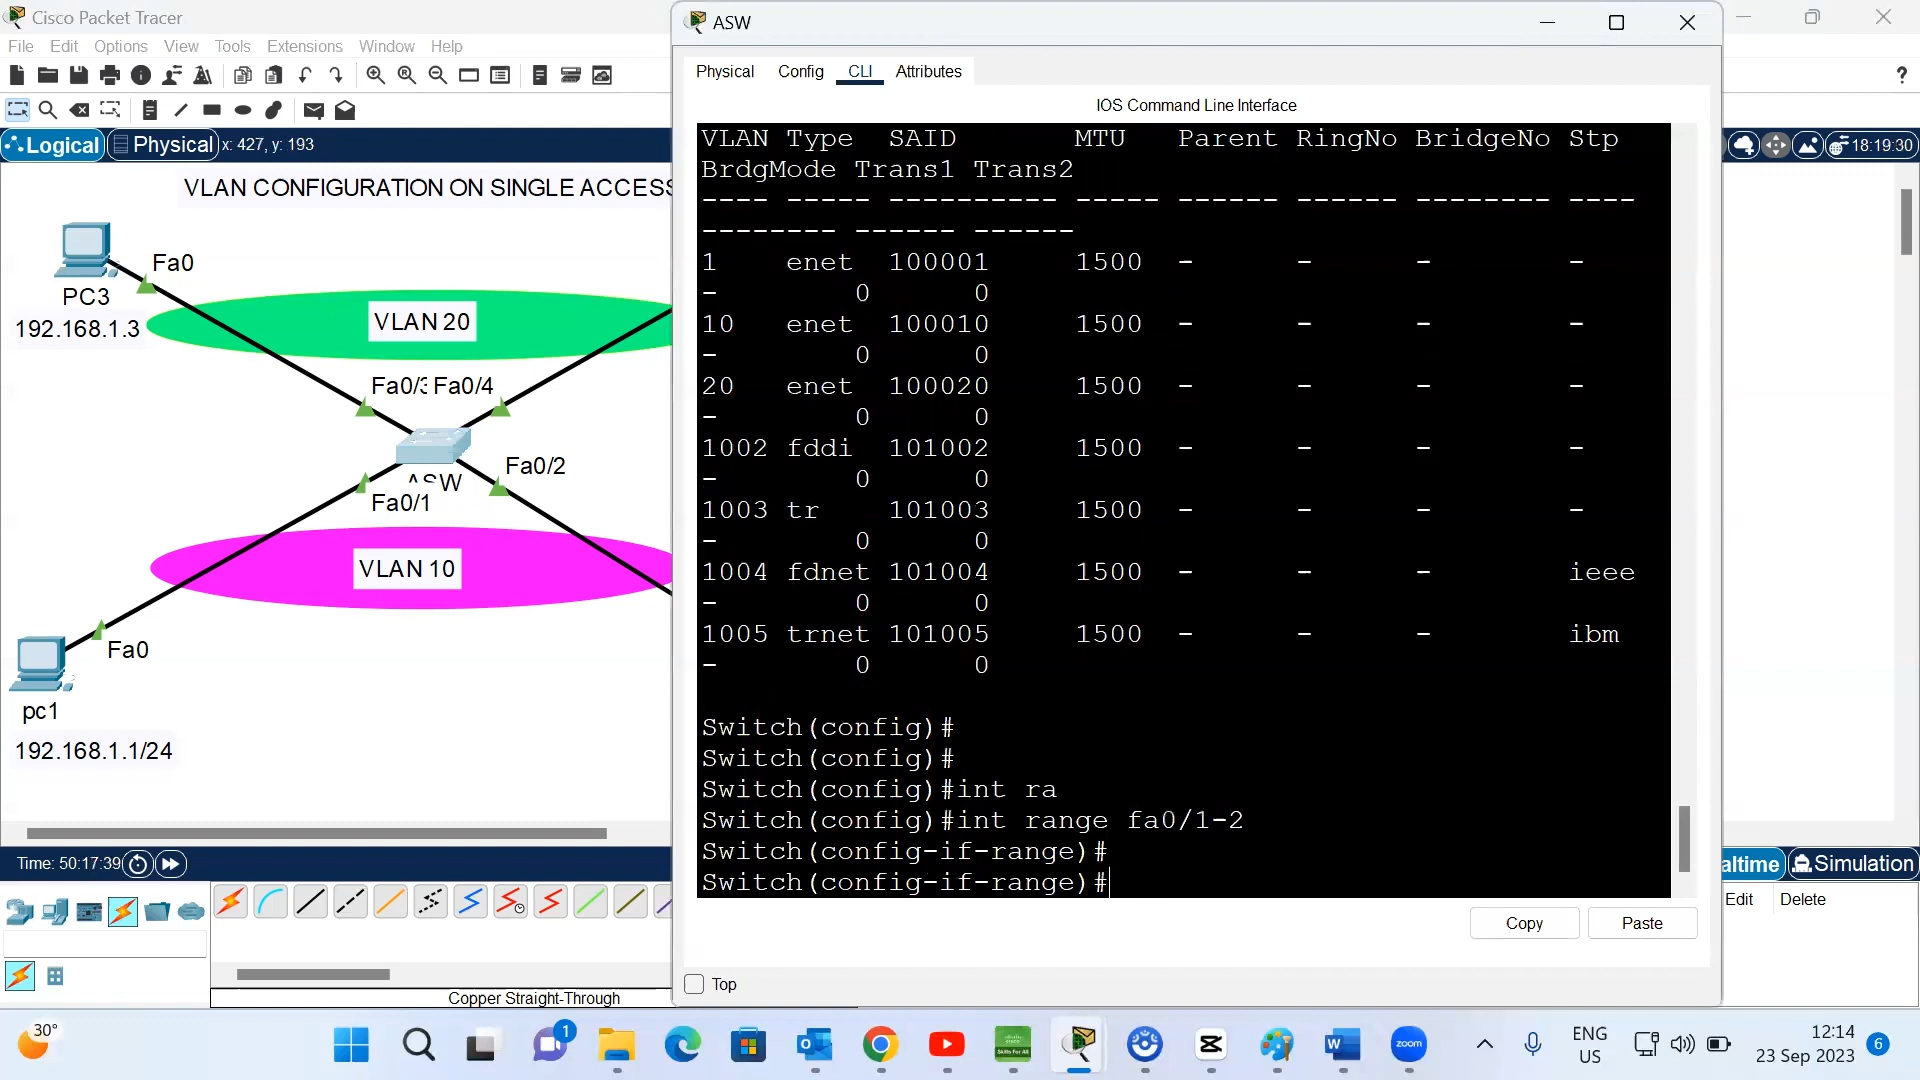 Cisco Packet Tracer
File Edit Options View Tools Extensions Window Help
Logical Physical x: 427, y: 193
VLAN CONFIGURATION ON SINGLE ACCESS
Fa0
PC3
192.168.1.3
VLAN 20
Fa0/3 Fa0/4
ASW
Fa0/2
Fa0/1
VLAN 10
Fa0
pc1
192.168.1.1/24
Time: 50:17:39
Copper Straight-Through
ASW
Physical Config CLI Attributes
IOS Command Line Interface
VLAN Type SAID MTU Parent RingNo BridgeNo Stp
BrdgMode Trans1 Trans2
---- ----- ---------- ----- ------ ------ -------- ----
-------- ------ ------
1 enet 100001 1500 - - - -
- 0 0
10 enet 100010 1500 - - - -
- 0 0
20 enet 100020 1500 - - - -
- 0 0
1002 fddi 101002 1500 - - - -
- 0 0
1003 tr 101003 1500 - - - -
- 0 0
1004 fdnet 101004 1500 - - - ieee
- 0 0
1005 trnet 101005 1500 - - - ibm
- 0 0
Switch(config)#
Switch(config)#
Switch(config)#int ra
Switch(config)#int range fa0/1-2
Switch(config-if-range)#
Switch(config-if-range)#
Copy Paste
Top
?
18:19:30
altime Simulation
Edit Delete
30°
1
zoom
ENG
US
12:14
23 Sep 2023
6